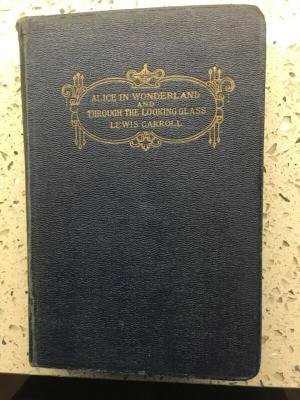 ALICE IN WONDERLAND
AND
THROUGH THE LOOKING GLASS
LEWIS CARROLL